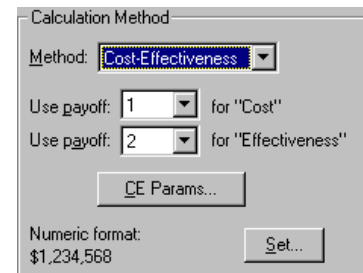 Calculation Method
Method: Cost-Effectiveness
Use payoff: 1 for "Cost"
Use payoff: 2 for "Effectiveness"
CE Params...
Numeric format:
$1,234,568
Set...